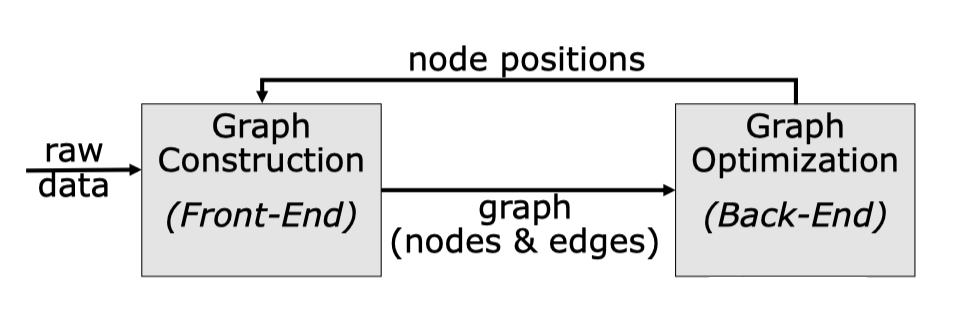 node positions
raw
data
Graph
Construction
(Front-End)
graph
(nodes & edges)
Graph
Optimization
(Back-End)